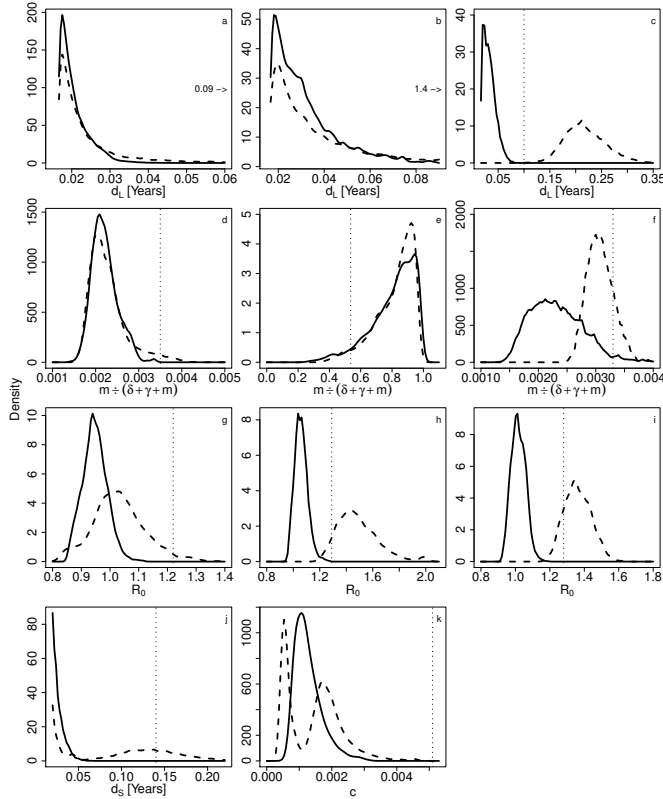 a
0.09 –>
0 50 100 150 200
0.02 0.03 0.04 0.05 0.06
d_L [Years]
b
1.4 –>
0 10 20 30 40 50
0.02 0.04 0.06 0.08
d_L [Years]
c
0 10 20 30 40
0.05 0.15 0.25 0.35
d_L [Years]
d
0 500 1000 1500
0.001 0.002 0.003 0.004 0.005
m ÷ (δ + γ + m)
e
0 1 2 3 4 5
0.0 0.2 0.4 0.6 0.8 1.0
m ÷ (δ + γ + m)
f
0 500 1000 2000
0.0010 0.002 0.003 0.004
m ÷ (δ + γ + m)
Density
g
0 2 4 6 8 10
0.8 0.9 1.0 1.1 1.2 1.3 1.4
R_0
h
0 2 4 6 8
0.8 1.2 1.6 2.0
R_0
i
0 2 4 6 8
0.8 1.0 1.2 1.4 1.6 1.8
R_0
j
0 20 40 60 80
0.05 0.10 0.15 0.20
d_S [Years]
k
0 200 600 1000
0.000 0.002 0.004
c